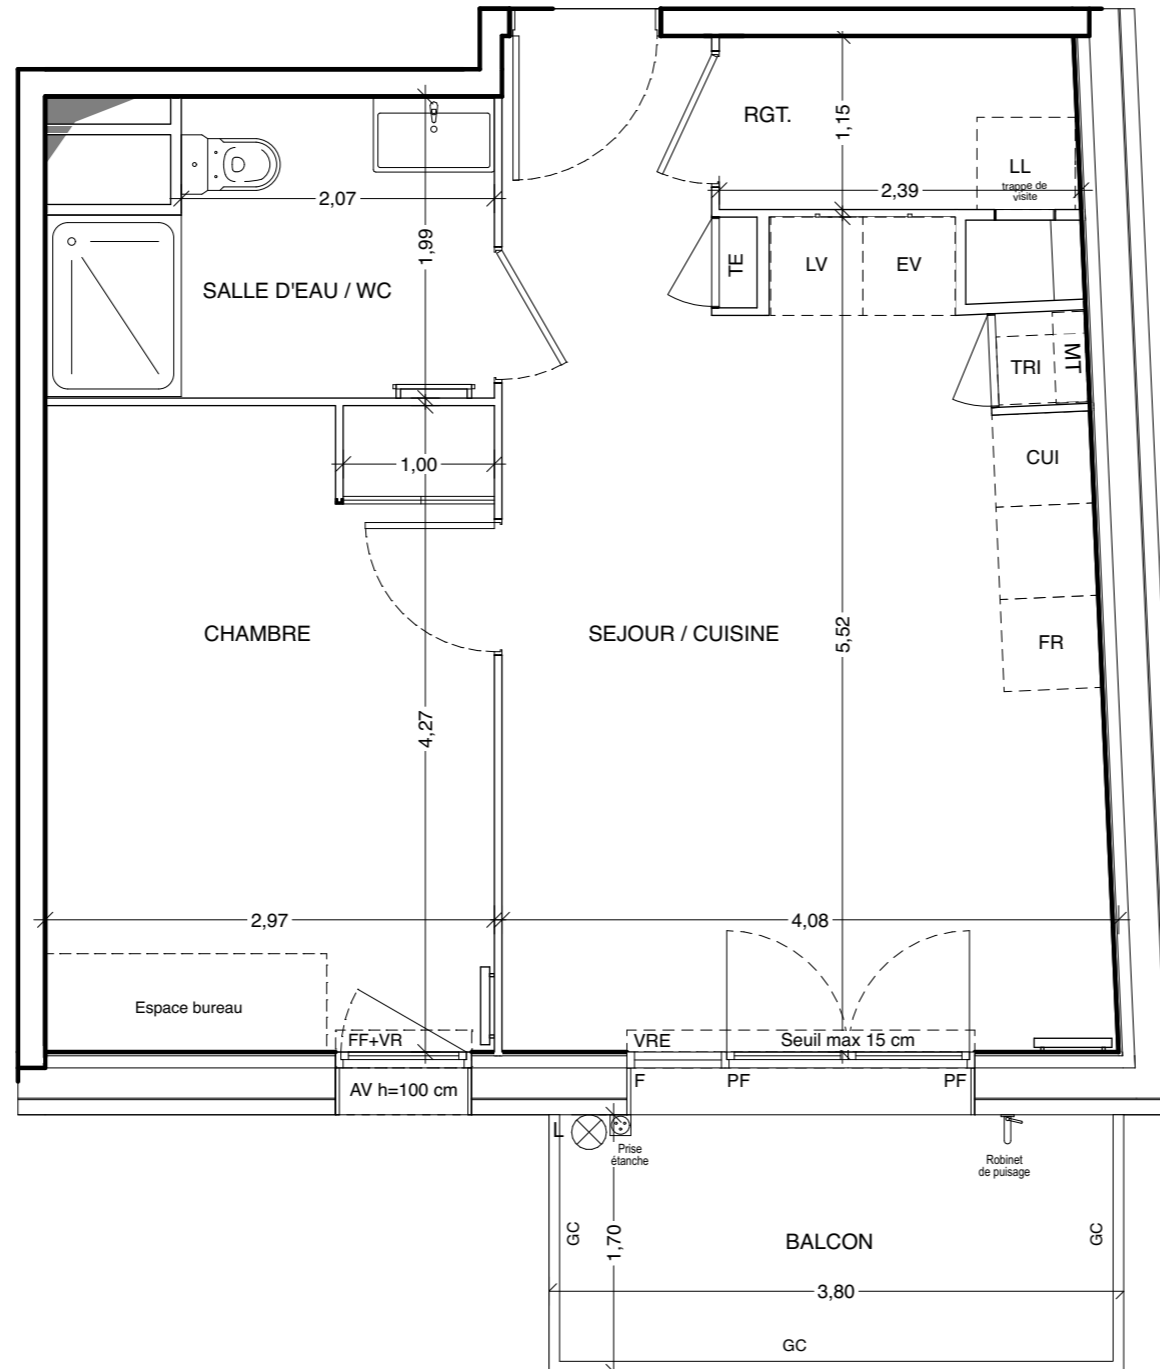 RGT.
1,15
LL
trappe de
visite
2,39
2,07
1,99
TE
LV
EV
SALLE D'EAU / WC
TRI
MT
1,00
CUI
CHAMBRE
SEJOUR / CUISINE
5,52
FR
4,27
2,97
4,08
Espace bureau
FF+VR
VRE
Seuil max 15 cm
AV h=100 cm
F
PF
PF
L
Prise
étanche
Robinet
de puisage
GC
1,70
BALCON
GC
3,80
GC